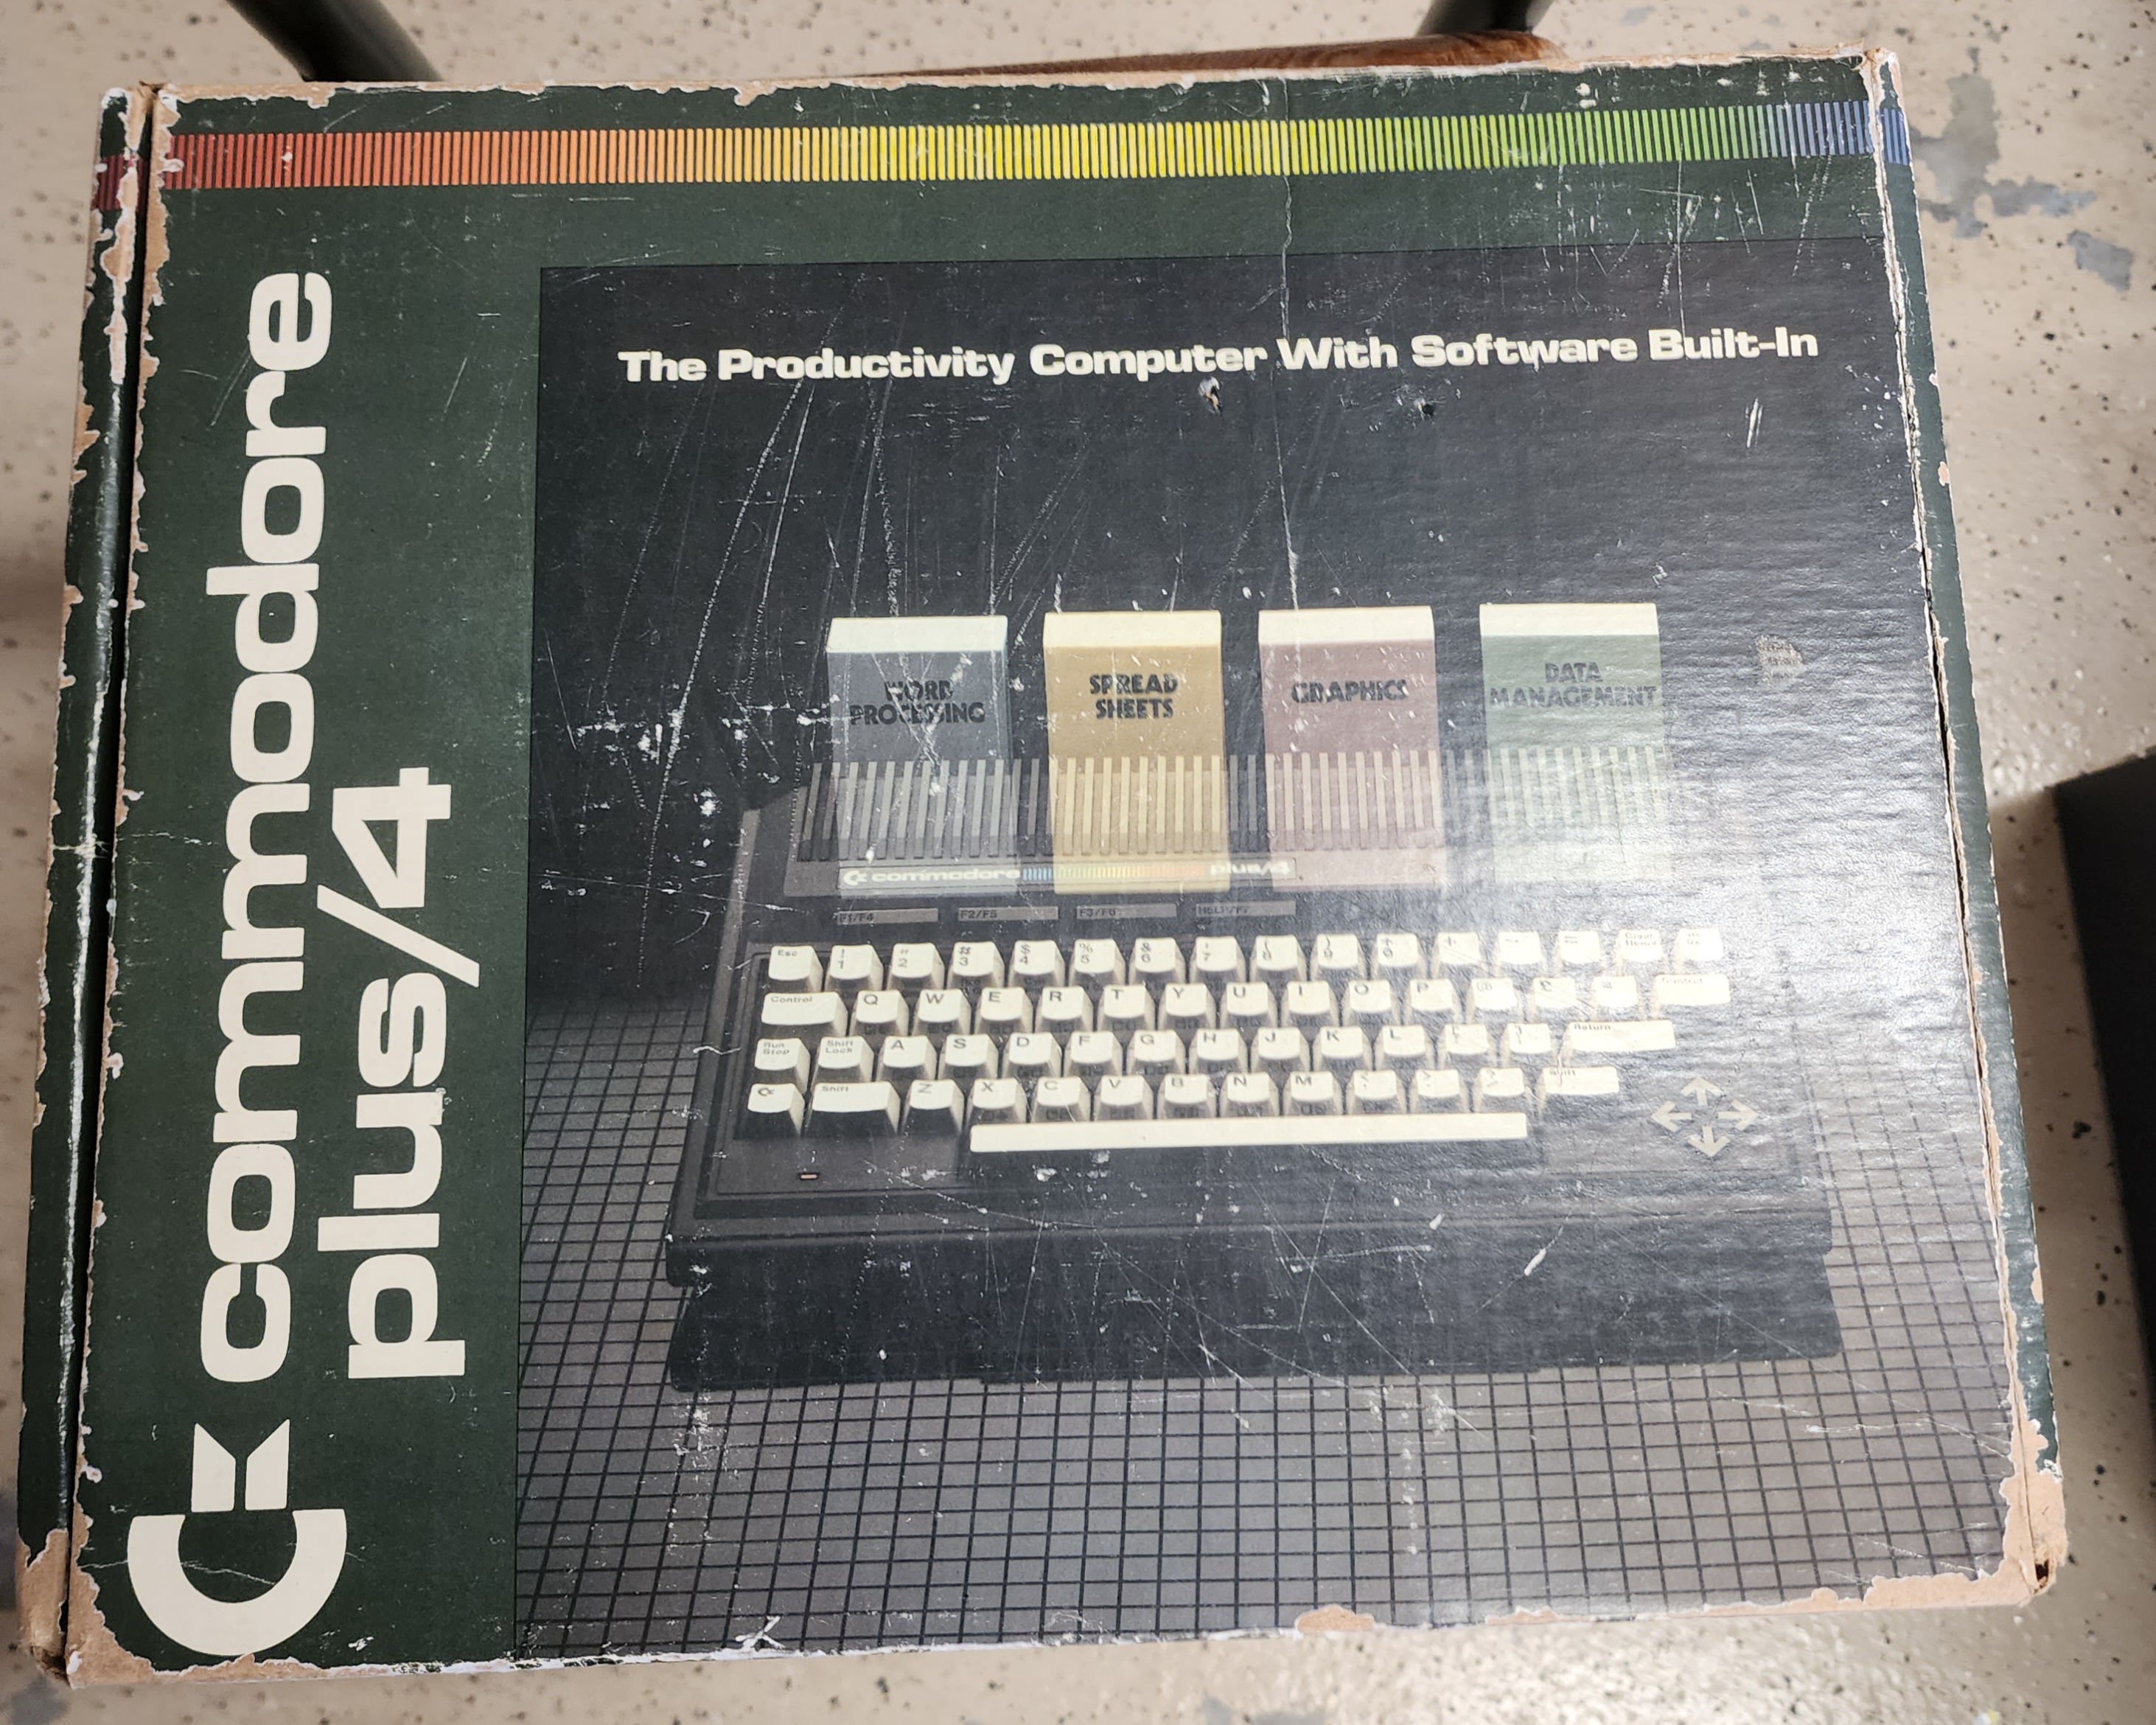 commodore
plus/4
The Productivity Computer With Software Built-In
WORD
PROCESSING
SPREAD
SHEETS
GRAPHICS
DATA
MANAGEMENT
commodore plus/4
F1/F4 F2/F5 F3/F6 HELP/F7
Esc ! 1 " 2 # 3 $ 4 % 5 & 6 ' 7 ( 8 ) 9
Control Q W E R T Y U I O P @ £
Run Stop Shift Lock A S D F G H J K L Return
Shift Z X C V B N M Shift